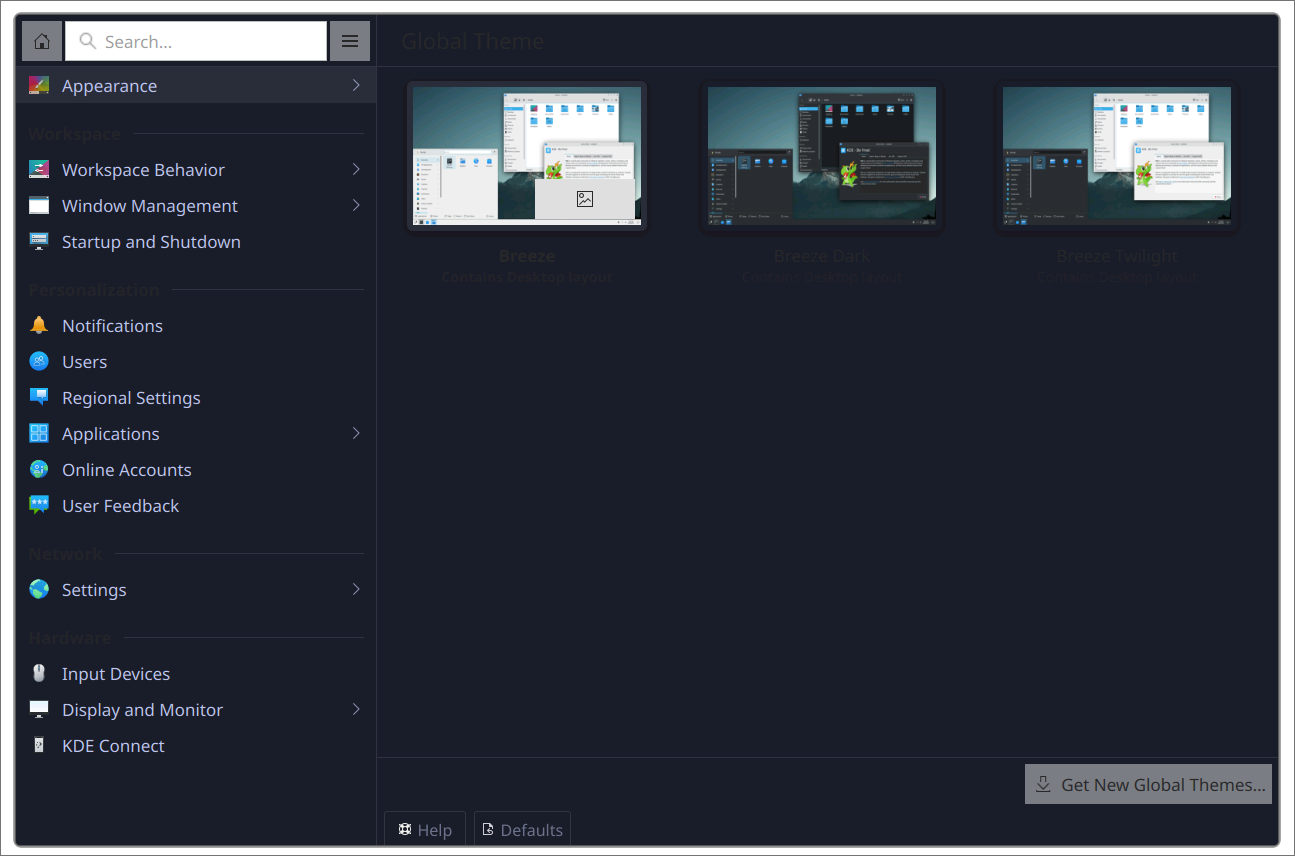 Search...
Global Theme
Appearance
Workspace
Workspace Behavior
Window Management
Startup and Shutdown
Personalization
Notifications
Users
Regional Settings
Applications
Online Accounts
User Feedback
Network
Settings
Hardware
Input Devices
Display and Monitor
KDE Connect
Breeze
Contains Desktop layout
Breeze Dark
Contains Desktop layout
Breeze Twilight
Contains Desktop layout
Get New Global Themes...
Help
Defaults